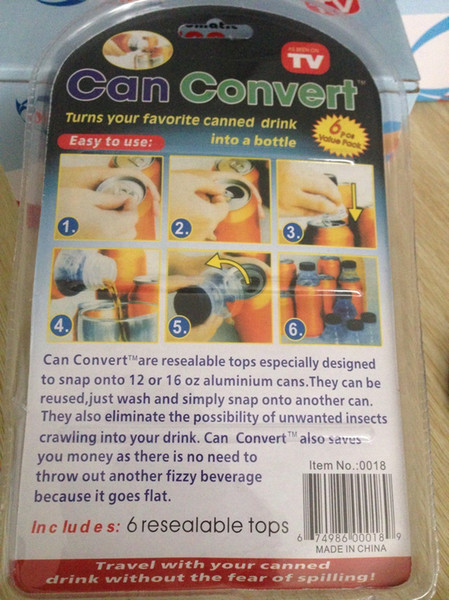 AS SEEN ON
TV
Can Convert™
Turns your favorite canned drink
into a bottle
6 PCS
Value Pack
Easy to use:
1.
2.
3.
4.
5.
6.
Can Convert™are resealable tops especially designed
to snap onto 12 or 16 oz aluminium cans.They can be
reused,just wash and simply snap onto another can.
They also eliminate the possibility of unwanted insects
crawling into your drink. Can Convert™ also saves
you money as there is no need to
throw out another fizzy beverage
because it goes flat.
Item No.:0018
Includes: 6 resealable tops
6 74986 00018 9
MADE IN CHINA
Travel with your canned
drink without the fear of spilling!